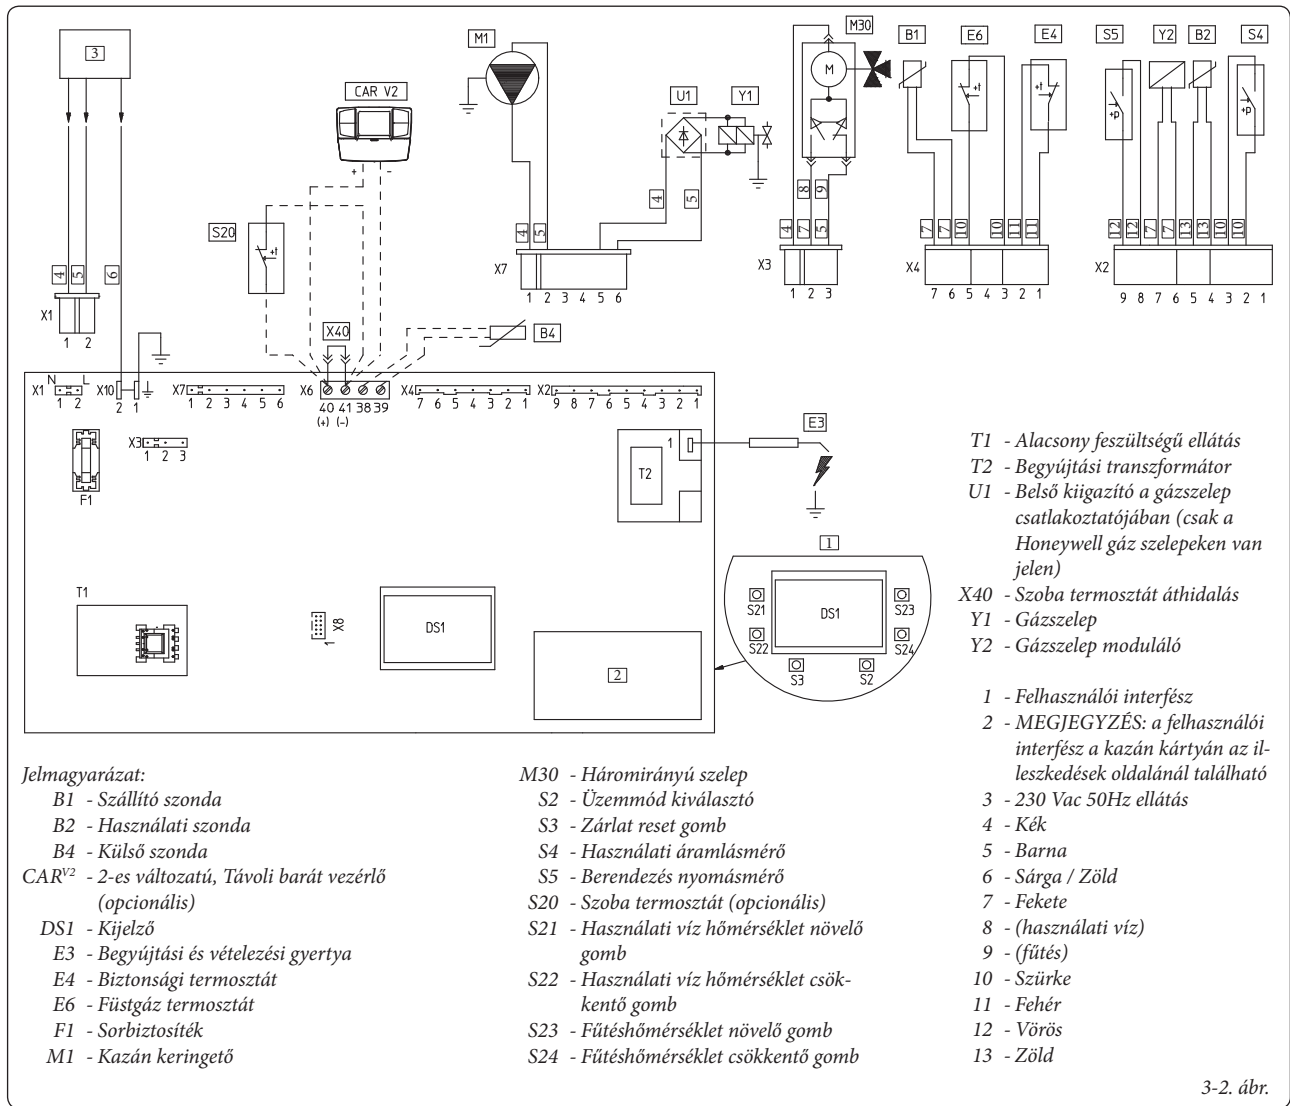 3
CAR V2
M1
U1
Y1
M30
B1
E6
E4
S5
Y2
B2
S4
M
+t
+t
+p
+p
+ -
S20
+t
4 5 6
4 5
4 5
8 9
4 7 5
7 7 10 10 11 11
12 12 7 7 13 13 10 10
X1
1 2
X7
1 2 3 4 5 6
X3
1 2 3
X4
7 6 5 4 3 2 1
X2
9 8 7 6 5 4 3 2 1
X40
B4
X1 N L
1 2
X10
2 1
X7
1 2 3 4 5 6
X6
40 41 38 39
(+) (-)
X4
7 6 5 4 3 2 1
X2
9 8 7 6 5 4 3 2 1
X3
1 2 3
F1
T2
1
E3
T1
1
X8
DS1
2
1
S21
S22
S3
DS1
S2
S23
S24
T1 - Alacsony feszültségű ellátás
T2 - Begyújtási transzformátor
U1 - Belső kiigazító a gázszelep
csatlakoztatójában (csak a
Honeywell gáz szelepeken van
jelen)
X40 - Szoba termosztát áthidalás
Y1 - Gázszelep
Y2 - Gázszelep moduláló
1 - Felhasználói interfész
2 - MEGJEGYZÉS: a felhasználói
interfész a kazán kártyán az il-
leszkedések oldalánál található
3 - 230 Vac 50Hz ellátás
4 - Kék
5 - Barna
6 - Sárga / Zöld
7 - Fekete
8 - (használati víz)
9 - (fűtés)
10 - Szürke
11 - Fehér
12 - Vörös
13 - Zöld
Jelmagyarázat:
B1 - Szállító szonda
B2 - Használati szonda
B4 - Külső szonda
CARV2 - 2-es változatú, Távoli barát vezérlő
(opcionális)
DS1 - Kijelző
E3 - Begyújtási és vételezési gyertya
E4 - Biztonsági termosztát
E6 - Füstgáz termosztát
F1 - Sorbiztosíték
M1 - Kazán keringető
M30 - Háromirányú szelep
S2 - Üzemmód kiválasztó
S3 - Zárlat reset gomb
S4 - Használati áramlásmérő
S5 - Berendezés nyomásmérő
S20 - Szoba termosztát (opcionális)
S21 - Használati víz hőmérséklet növelő
gomb
S22 - Használati víz hőmérséklet csök-
kentő gomb
S23 - Fűtéshőmérséklet növelő gomb
S24 - Fűtéshőmérséklet csökkentő gomb
3-2. ábr.